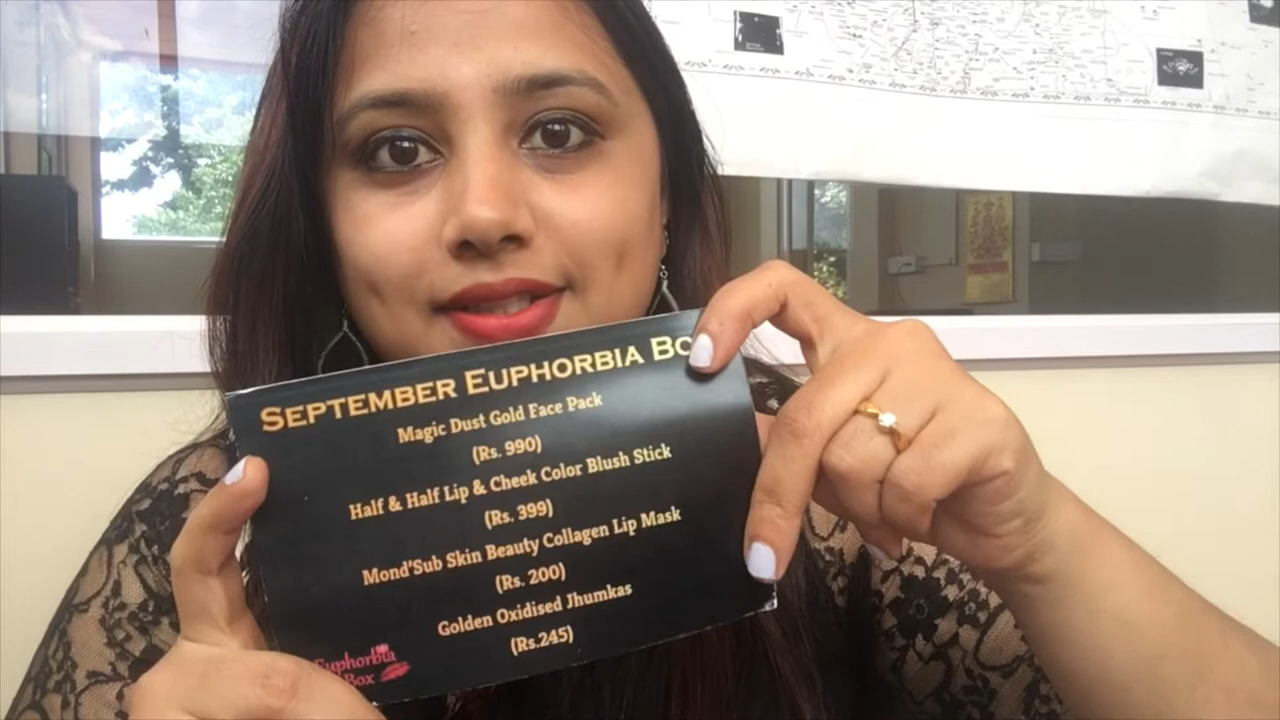 SEPTEMBER EUPHORBIA BO
Magic Dust Gold Face Pack
(Rs. 990)
Half & Half Lip & Cheek Color Blush Stick
(Rs. 399)
Mond'Sub Skin Beauty Collagen Lip Mask
(Rs. 200)
Golden Oxidised Jhumkas
(Rs.245)
Euphorbia
Box